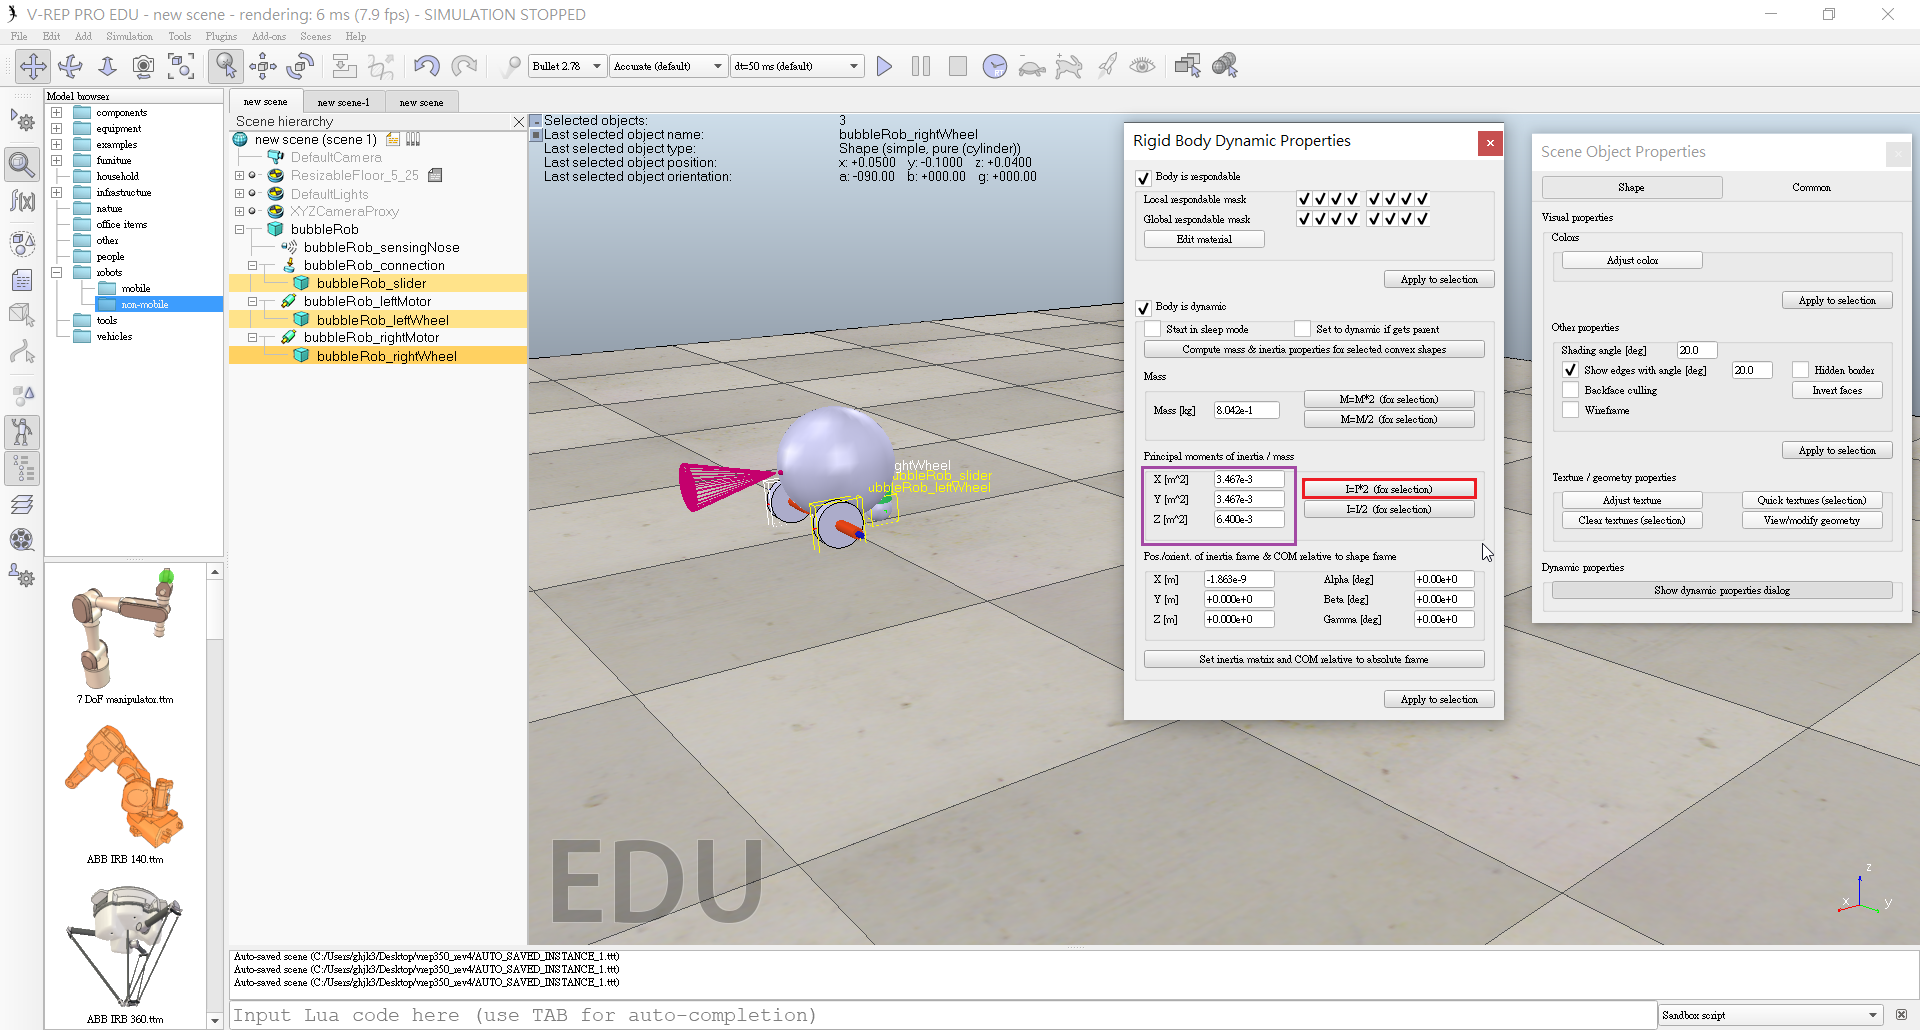 V-REP PRO EDU - new scene - rendering: 6 ms (7.9 fps) - SIMULATION STOPPED
File Edit Add Simulation Tools Plugins Add-ons Scenes Help
Bullet 2.78 Accurate (default) dt=50 ms (default)
Model browser
components
equipment
examples
furniture
household
infrastructure
nature
office items
other
people
robots
mobile
non-mobile
tools
vehicles
7 DoF manipulator.ttm
ABB IRB 140.ttm
ABB IRB 360.ttm
new scene new scene-1 new scene
Scene hierarchy
new scene (scene 1)
DefaultCamera
ResizableFloor_5_25
DefaultLights
XYZCameraProxy
bubbleRob
bubbleRob_sensingNose
bubbleRob_connection
bubbleRob_slider
bubbleRob_leftMotor
bubbleRob_leftWheel
bubbleRob_rightMotor
bubbleRob_rightWheel
Selected objects: 3
Last selected object name: bubbleRob_rightWheel
Last selected object type: Shape (simple, pure (cylinder))
Last selected object position: x: +0.0500 y: -0.1000 z: +0.0400
Last selected object orientation: a: -090.00 b: +000.00 g: +000.00
ghtWheel
ubbleRob_slider
ubbleRob_leftWheel
EDU
z
x
y
Rigid Body Dynamic Properties
Body is respondable
Local respondable mask
Global respondable mask
Edit material
Apply to selection
Body is dynamic
Start in sleep mode Set to dynamic if gets parent
Compute mass & inertia properties for selected convex shapes
Mass
Mass [kg] 8.042e-1
M=M*2 (for selection)
M=M/2 (for selection)
Principal moments of inertia / mass
X [m^2] 3.467e-3
Y [m^2] 3.467e-3
Z [m^2] 6.400e-3
I=I*2 (for selection)
I=I/2 (for selection)
Pos./orient. of inertia frame & COM relative to shape frame
X [m] -1.863e-9 Alpha [deg] +0.00e+0
Y [m] +0.000e+0 Beta [deg] +0.00e+0
Z [m] +0.000e+0 Gamma [deg] +0.00e+0
Set inertia matrix and COM relative to absolute frame
Apply to selection
Scene Object Properties
Shape Common
Visual properties
Colors
Adjust color
Apply to selection
Other properties
Shading angle [deg] 20.0
Show edges with angle [deg] 20.0 Hidden border
Backface culling Invert faces
Wireframe
Apply to selection
Texture / geometry properties
Adjust texture Quick textures (selection)
Clear textures (selection) View/modify geometry
Dynamic properties
Show dynamic properties dialog
Auto-saved scene (C:/Users/ghjk3/Desktop/vrep350_rev4/AUTO_SAVED_INSTANCE_1.ttt)
Auto-saved scene (C:/Users/ghjk3/Desktop/vrep350_rev4/AUTO_SAVED_INSTANCE_1.ttt)
Auto-saved scene (C:/Users/ghjk3/Desktop/vrep350_rev4/AUTO_SAVED_INSTANCE_1.ttt)
Input Lua code here (use TAB for auto-completion)
Sandbox script